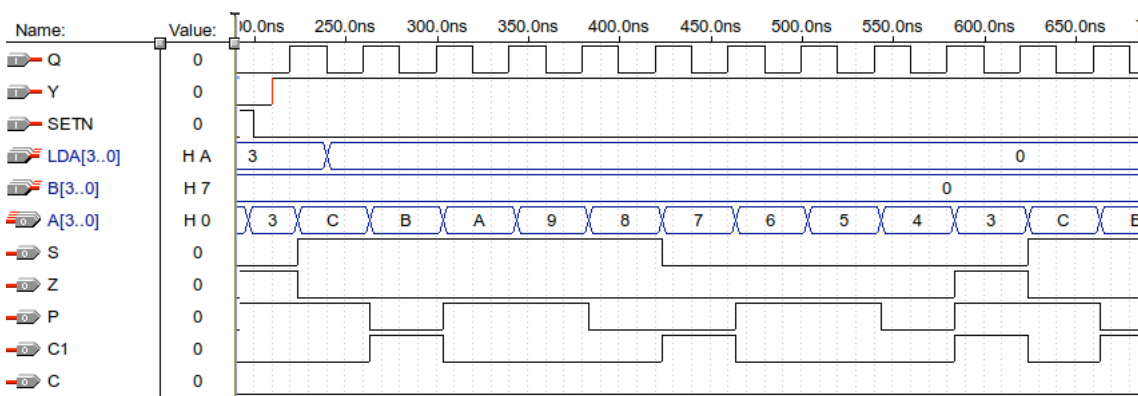 Name: Value: 00.0ns 250.0ns 300.0ns 350.0ns 400.0ns 450.0ns 500.0ns 550.0ns 600.0ns 650.0ns
Q 0
Y 0
SETN 0
LDA[3..0] H A 3 0
B[3..0] H 7 0
A[3..0] H 0 3 C B A 9 8 7 6 5 4 3 C B
S 0
Z 0
P 0
C1 0
C 0